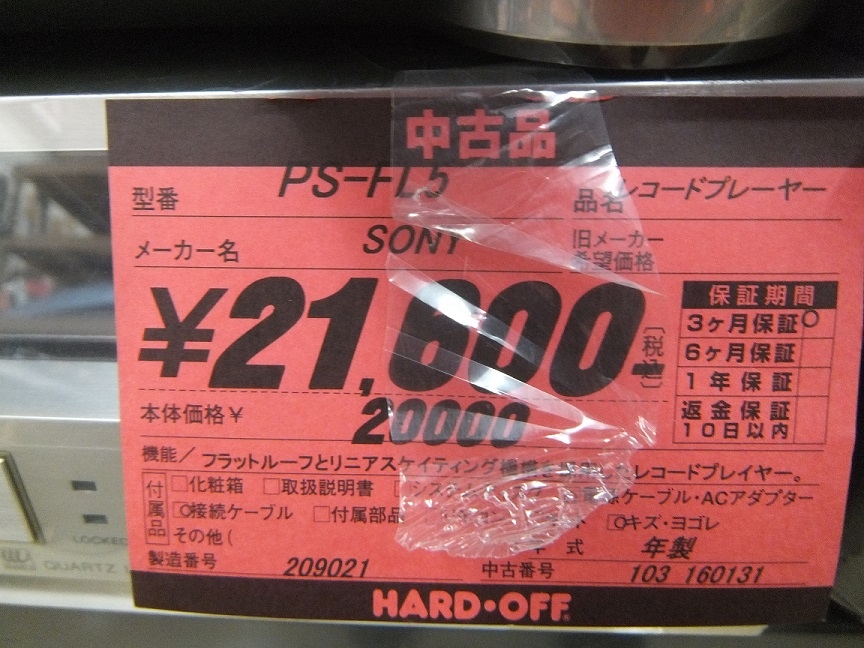 中古品
型番 PS-FL5 品名 レコードプレーヤー
メーカー名 SONY 旧メーカー希望価格
¥21,600- [税込]
保証期間
3ヶ月保証 ○
6ヶ月保証
1年保証
返金保証
10日以内
本体価格¥ 20000
機能/フラットルーフとリニアスケイティング レコードプレイヤー。
付属品 □化粧箱 □取扱説明書 ケーブル・ACアダプター
□接続ケーブル □付属部品 □キズ・ヨゴレ
その他( 年式 年製
製造番号 209021 中古番号 103 160131
HARD・OFF
LOCKED
QUARTZ